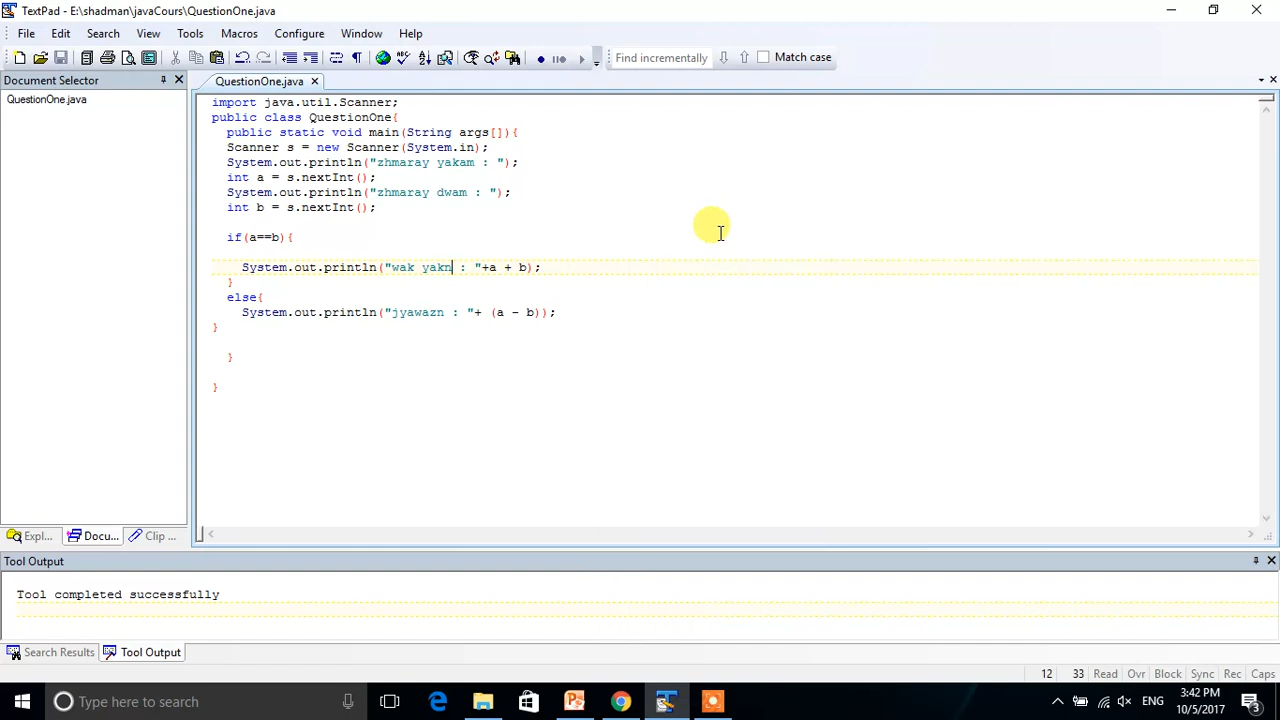 TextPad - E:\shadman\javaCours\QuestionOne.java
File Edit Search View Tools Macros Configure Window Help
Find incrementally Match case
Document Selector
QuestionOne.java
QuestionOne.java
import java.util.Scanner;
public class QuestionOne{
public static void main(String args[]){
Scanner s = new Scanner(System.in);
System.out.println("zhmaray yakam : ");
int a = s.nextInt();
System.out.println("zhmaray dwam : ");
int b = s.nextInt();
if(a==b){
System.out.println("wak yakn : "+a + b);
}
else{
System.out.println("jyawazn : "+ (a - b));
}
}
}
Expl... Docu... Clip ...
Tool Output
Tool completed successfully
Search Results Tool Output
12 33 Read Ovr Block Sync Rec Caps
Type here to search
ENG
3:42 PM
10/5/2017
3